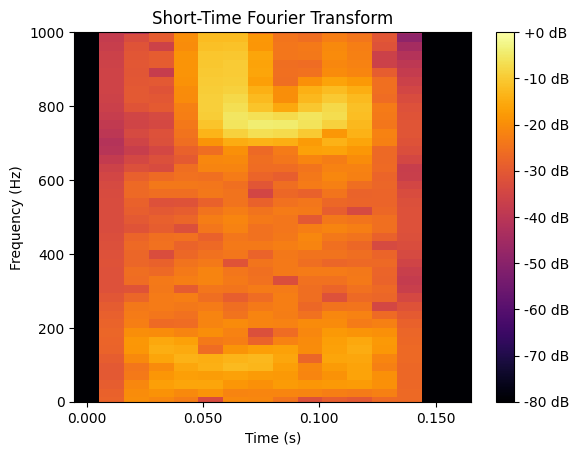 Short-Time Fourier Transform
Frequency (Hz)
1000
800
600
400
200
0
0.000
0.050
0.100
0.150
Time (s)
+0 dB
-10 dB
-20 dB
-30 dB
-40 dB
-50 dB
-60 dB
-70 dB
-80 dB